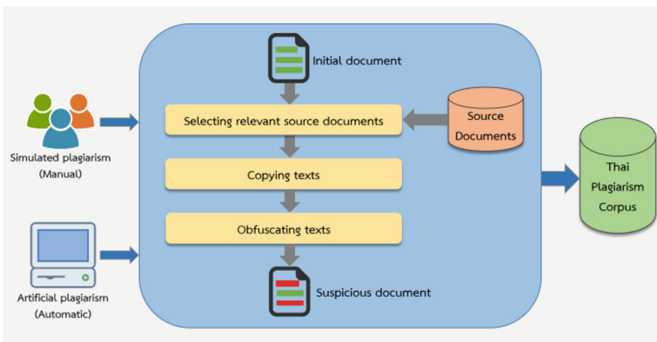 Initial document
Selecting relevant source documents
Source
Documents
Simulated plagiarism
(Manual)
Copying texts
Thai
Plagiarism
Corpus
Obfuscating texts
Artificial plagiarism
(Automatic)
Suspicious document